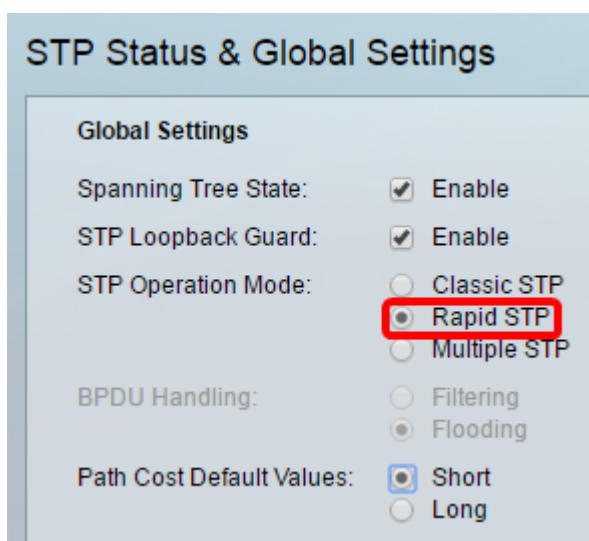 STP Status & Global Settings
Global Settings
Spanning Tree State: Enable
STP Loopback Guard: Enable
STP Operation Mode: Classic STP
Rapid STP
Multiple STP
BPDU Handling: Filtering
Flooding
Path Cost Default Values: Short
Long